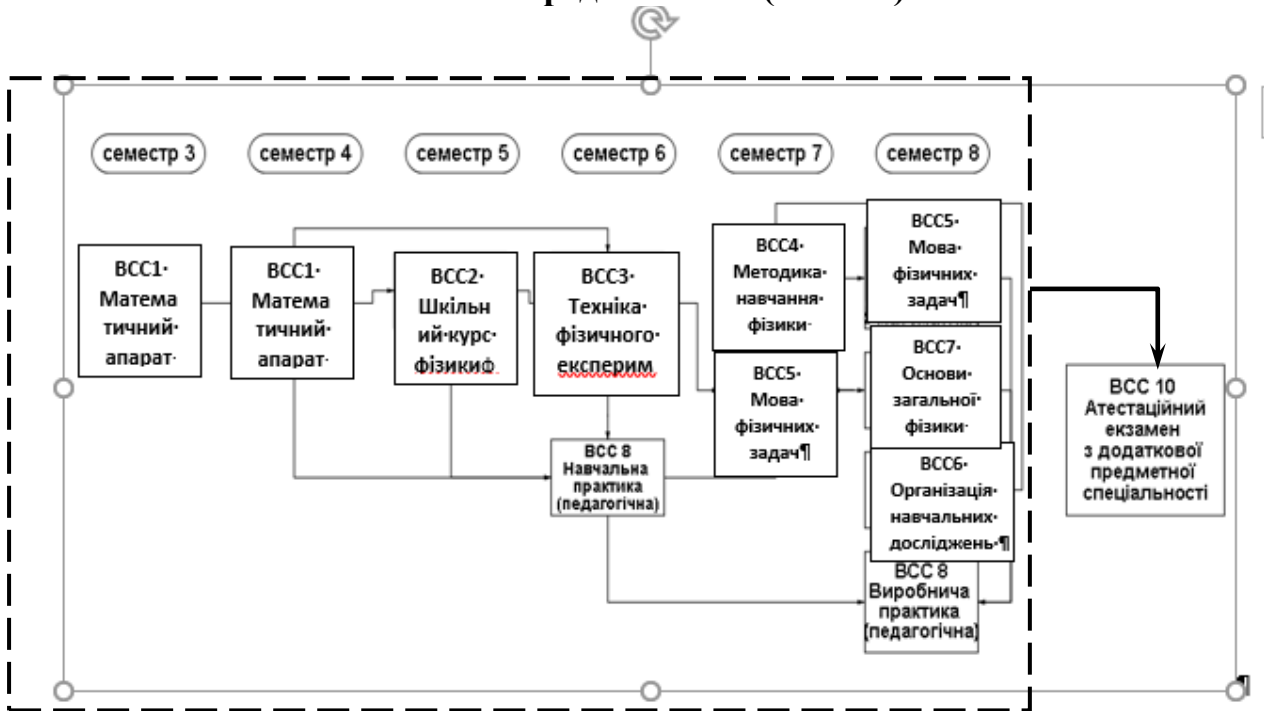 семестр 3
семестр 4
семестр 5
семестр 6
семестр 7
семестр 8
ВСС1·
Матема
тичний·
апарат·
ВСС1·
Матема
тичний·
апарат·
ВСС2·
Шкільн
ий·курс·
фізикиф
ВСС3·
Техніка·
фізичного·
експерим
ВСС 8
Навчальна
практика
(педагогічна)
ВСС4·
Методика·
навчання·
фізики·
ВСС5·
Мова·
фізичних·
задач¶
ВСС5·
Мова·
фізичних·
задач¶
ВСС7·
Основи·
загальної·
фізики·
ВСС6·
Організація·
навчальних·
досліджень·¶
ВСС 8
Виробнича
практика
(педагогічна)
ВСС 10
Атестаційний
екзамен
з додаткової
предметної
спеціальності
¶